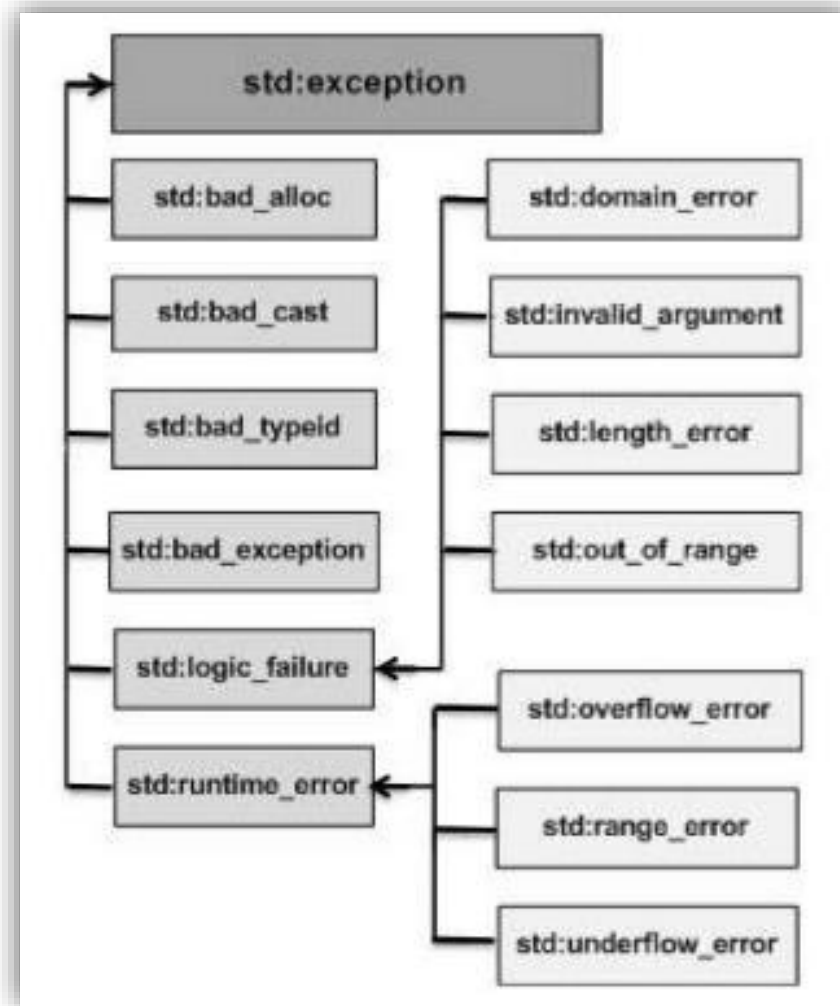 std:exception
std:bad_alloc
std:bad_cast
std:bad_typeid
std:bad_exception
std:logic_failure
std:runtime_error
std:domain_error
std:invalid_argument
std:length_error
std:out_of_range
std:overflow_error
std:range_error
std:underflow_error